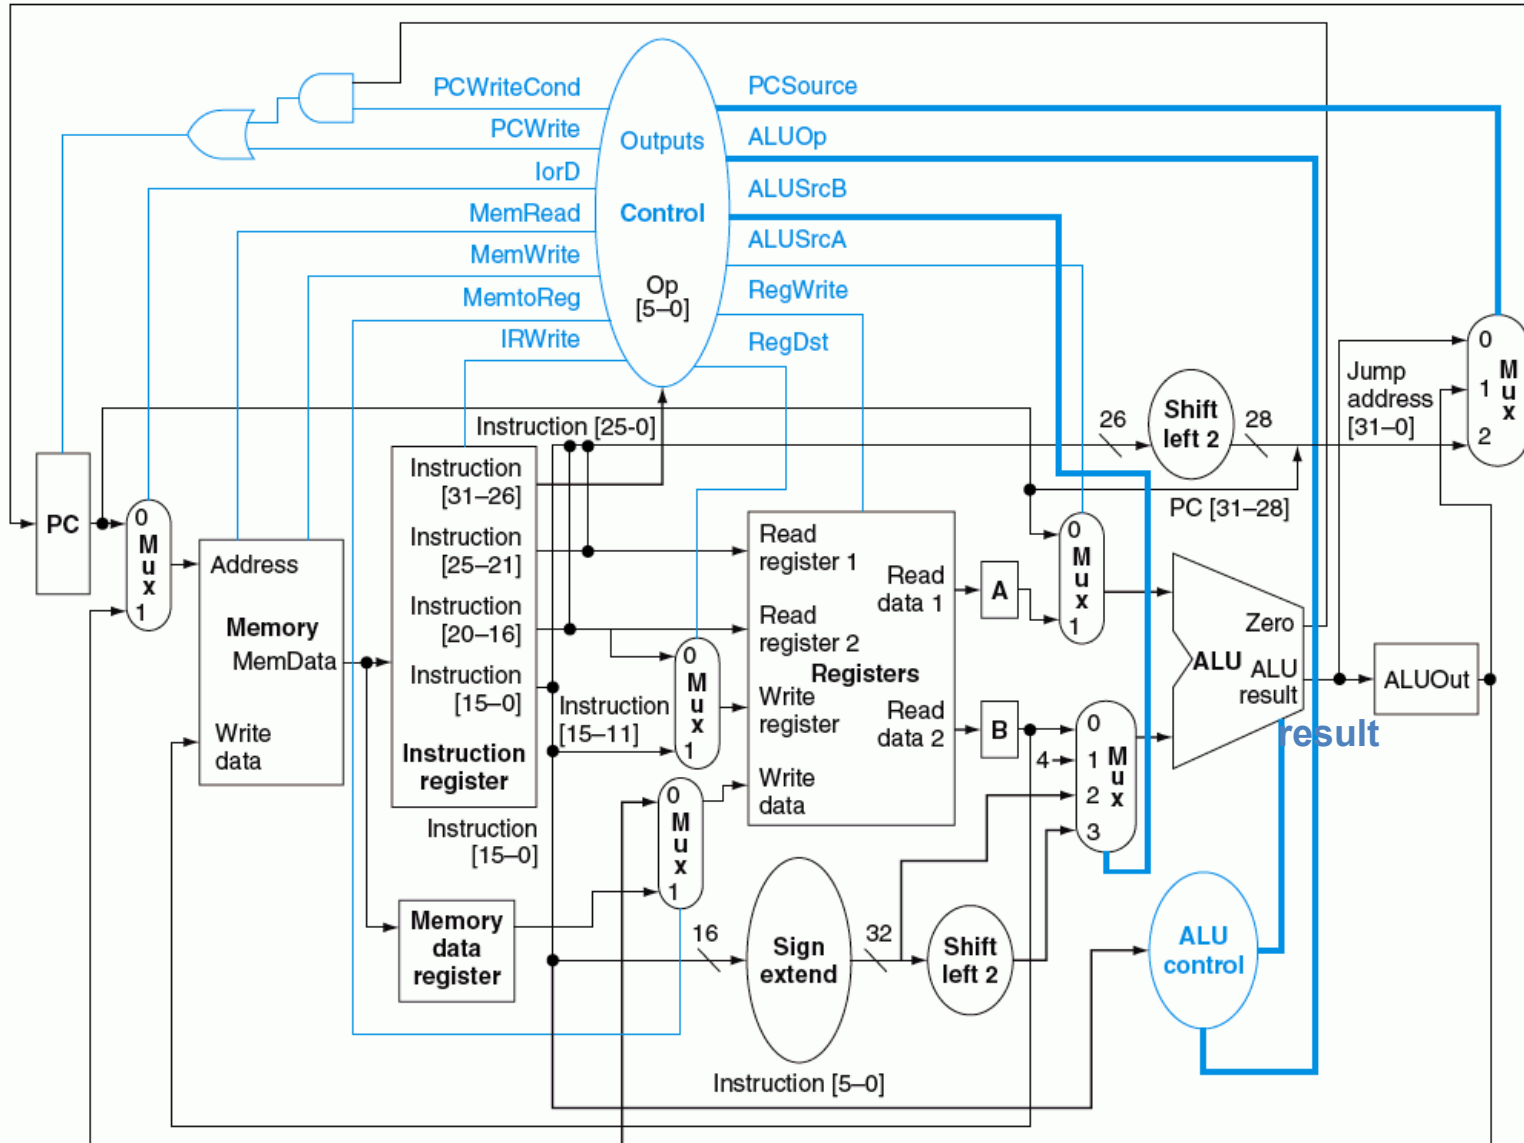 PCWriteCond
PCWrite
IorD
MemRead
MemWrite
MemtoReg
IRWrite
Outputs
Control
Op
[5–0]
PCSource
ALUOp
ALUSrcB
ALUSrcA
RegWrite
RegDst
Instruction [25-0]
26
Shift
left 2
28
Jump
address
[31–0]
0
1
2
M
u
x
PC [31–28]
PC
0
M
u
x
1
Address
Memory
MemData
Write
data
Instruction
[31–26]
Instruction
[25–21]
Instruction
[20–16]
Instruction
[15–0]
Instruction
register
Instruction
[15–11]
0
M
u
x
1
Read
register 1
Read
register 2
Registers
Write
register
Write
data
Read
data 1
Read
data 2
A
B
0
M
u
x
1
0
4
1
2
3
M
u
x
Zero
ALU
ALU
result
result
ALUOut
Instruction
[15–0]
0
M
u
x
1
Memory
data
register
16
Sign
extend
32
Shift
left 2
ALU
control
Instruction [5–0]